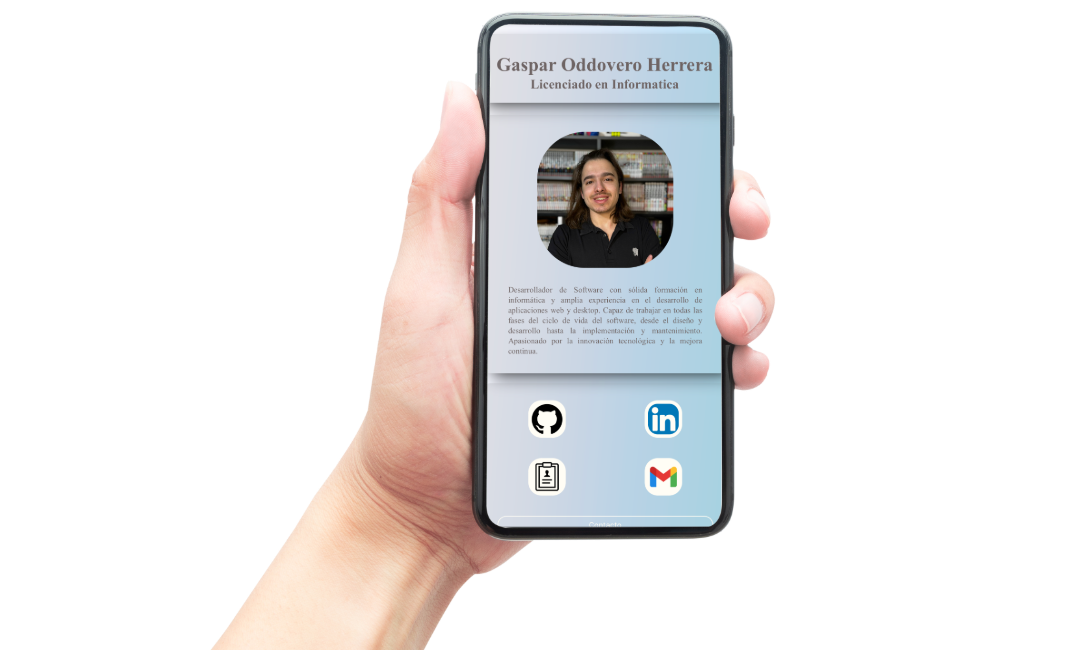 Gaspar Oddovero Herrera
Licenciado en Informatica
Desarrollador de Software con sólida formación en
informática y amplia experiencia en el desarrollo de
aplicaciones web y desktop. Capaz de trabajar en todas las
fases del ciclo de vida del software, desde el diseño y
desarrollo hasta la implementación y mantenimiento.
Apasionado por la innovación tecnológica y la mejora
continua.
in
Contacto